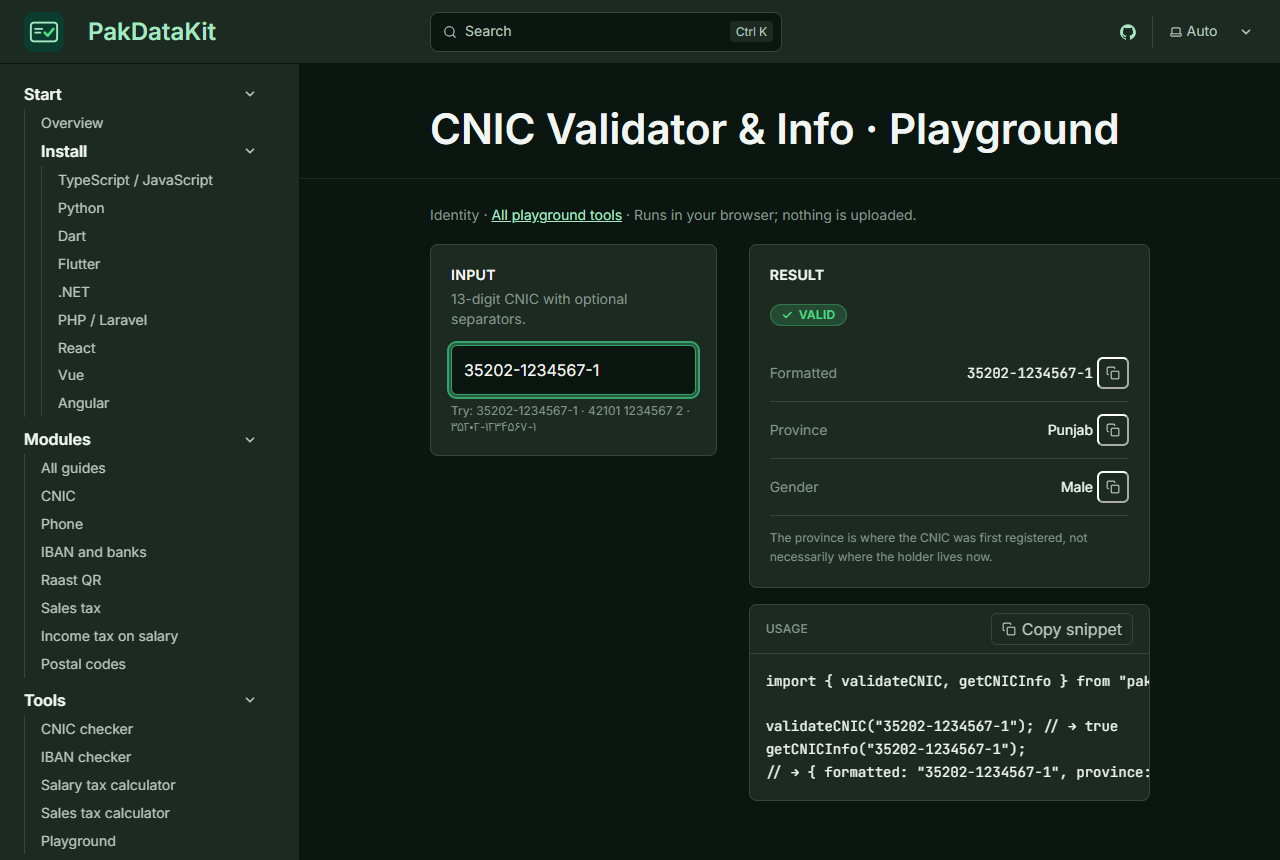 PakDataKit
Search
Ctrl K
Auto
Start
Overview
Install
TypeScript / JavaScript
Python
Dart
Flutter
.NET
PHP / Laravel
React
Vue
Angular
Modules
All guides
CNIC
Phone
IBAN and banks
Raast QR
Sales tax
Income tax on salary
Postal codes
Tools
CNIC checker
IBAN checker
Salary tax calculator
Sales tax calculator
Playground
CNIC Validator & Info · Playground
Identity · All playground tools · Runs in your browser; nothing is uploaded.
INPUT
13-digit CNIC with optional
separators.
35202-1234567-1
Try: 35202-1234567-1 · 42101 1234567 2 ·
۳۵۲۰۲-۱۲۳۴۵۶۷-۱
RESULT
✓ VALID
Formatted 35202-1234567-1
Province Punjab
Gender Male
The province is where the CNIC was first registered, not
necessarily where the holder lives now.
USAGE
Copy snippet
import { validateCNIC, getCNICInfo } from "pak
validateCNIC("35202-1234567-1"); // → true
getCNICInfo("35202-1234567-1");
// → { formatted: "35202-1234567-1", province: